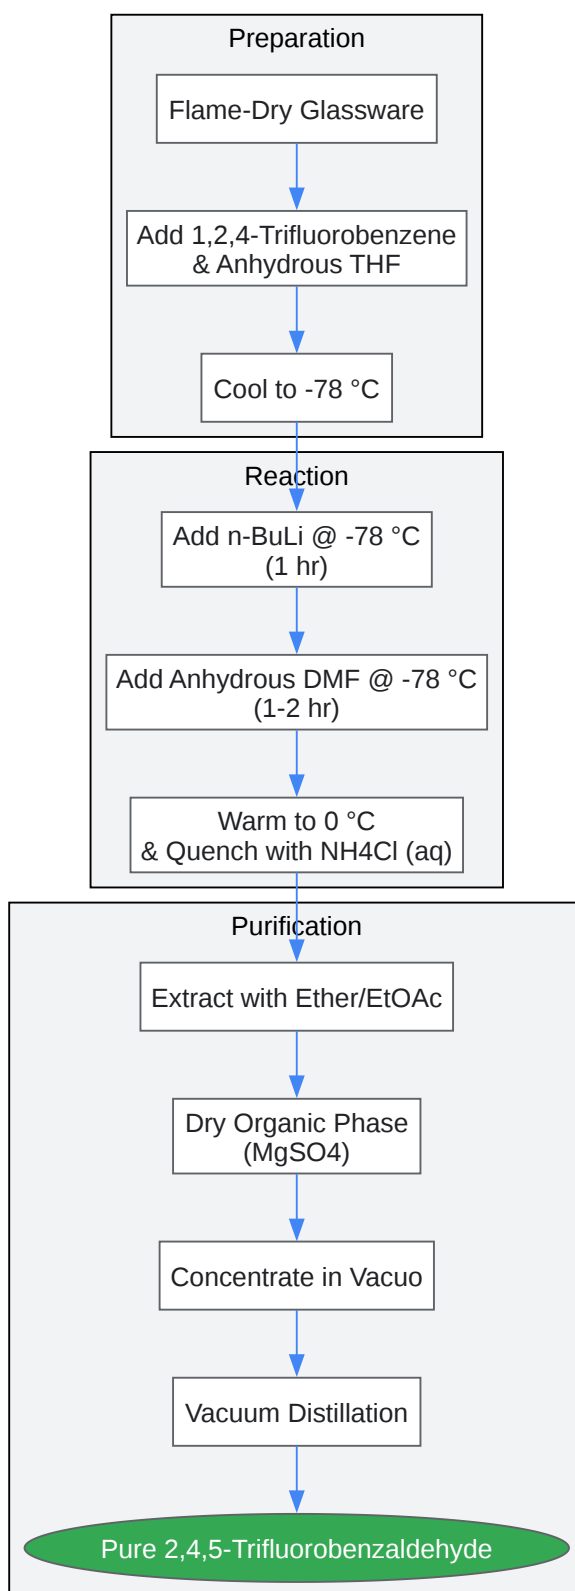 Preparation
Flame-Dry Glassware
Add 1,2,4-Trifluorobenzene
& Anhydrous THF
Cool to -78 °C
Reaction
Add n-BuLi @ -78 °C
(1 hr)
Add Anhydrous DMF @ -78 °C
(1-2 hr)
Warm to 0 °C
& Quench with NH4Cl (aq)
Purification
Extract with Ether/EtOAc
Dry Organic Phase
(MgSO4)
Concentrate in Vacuo
Vacuum Distillation
Pure 2,4,5-Trifluorobenzaldehyde